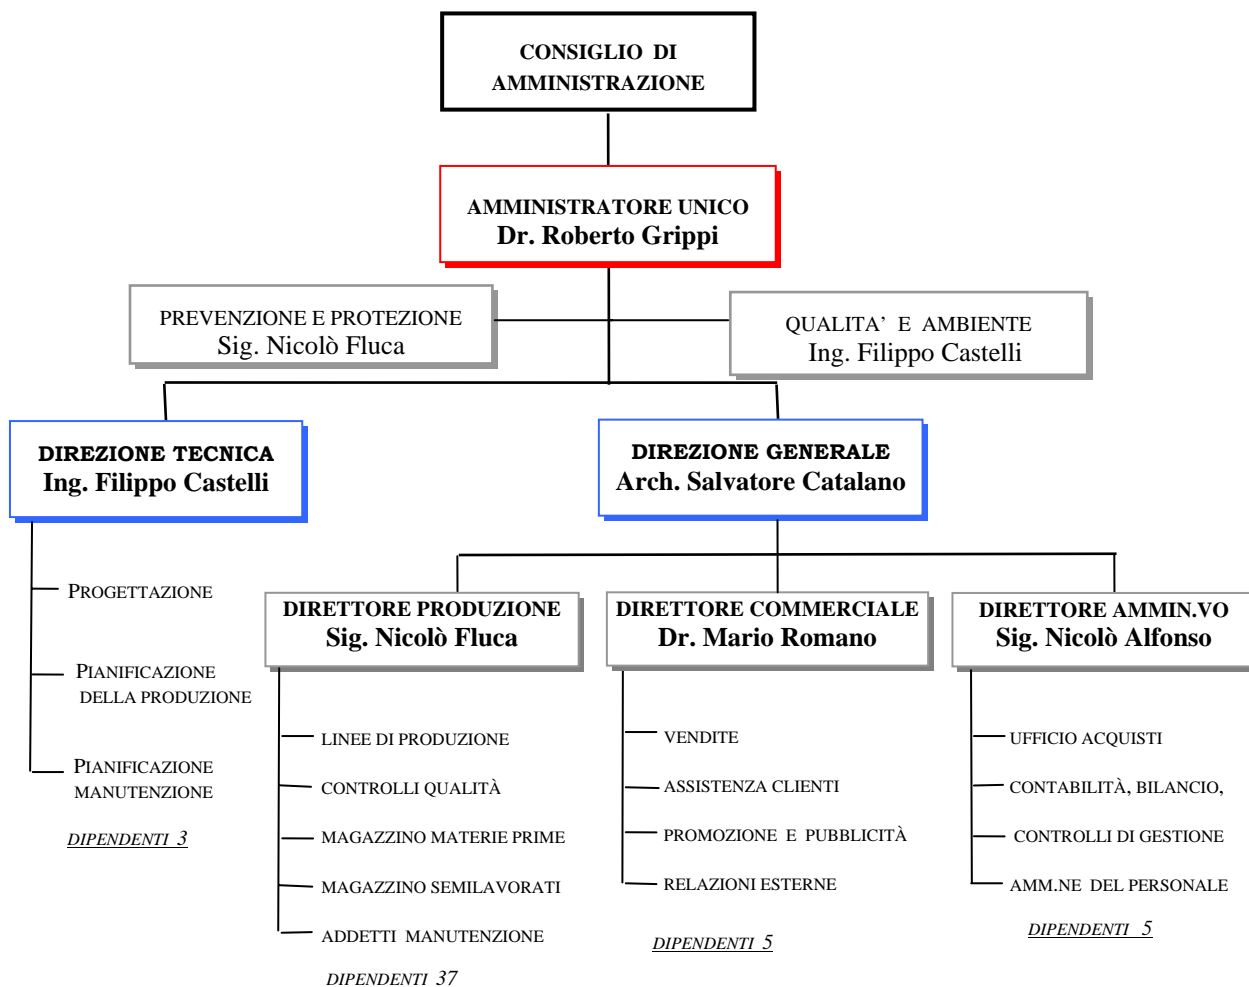 CONSIGLIO DI
AMMINISTRAZIONE
AMMINISTRATORE UNICO
Dr. Roberto Grippi
PREVENZIONE E PROTEZIONE
Sig. Nicolò Fluca
QUALITA’ E AMBIENTE
Ing. Filippo Castelli
DIREZIONE TECNICA
Ing. Filippo Castelli
DIREZIONE GENERALE
Arch. Salvatore Catalano
PROGETTAZIONE
PIANIFICAZIONE
DELLA PRODUZIONE
PIANIFICAZIONE
MANUTENZIONE
DIPENDENTI 3
DIRETTORE PRODUZIONE
Sig. Nicolò Fluca
LINEE DI PRODUZIONE
CONTROLLI QUALITÀ
MAGAZZINO MATERIE PRIME
MAGAZZINO SEMILAVORATI
ADDETTI MANUTENZIONE
DIPENDENTI 37
DIRETTORE COMMERCIALE
Dr. Mario Romano
VENDITE
ASSISTENZA CLIENTI
PROMOZIONE E PUBBLICITÀ
RELAZIONI ESTERNE
DIPENDENTI 5
DIRETTORE AMMIN.VO
Sig. Nicolò Alfonso
UFFICIO ACQUISTI
CONTABILITÀ, BILANCIO,
CONTROLLI DI GESTIONE
AMM.NE DEL PERSONALE
DIPENDENTI 5